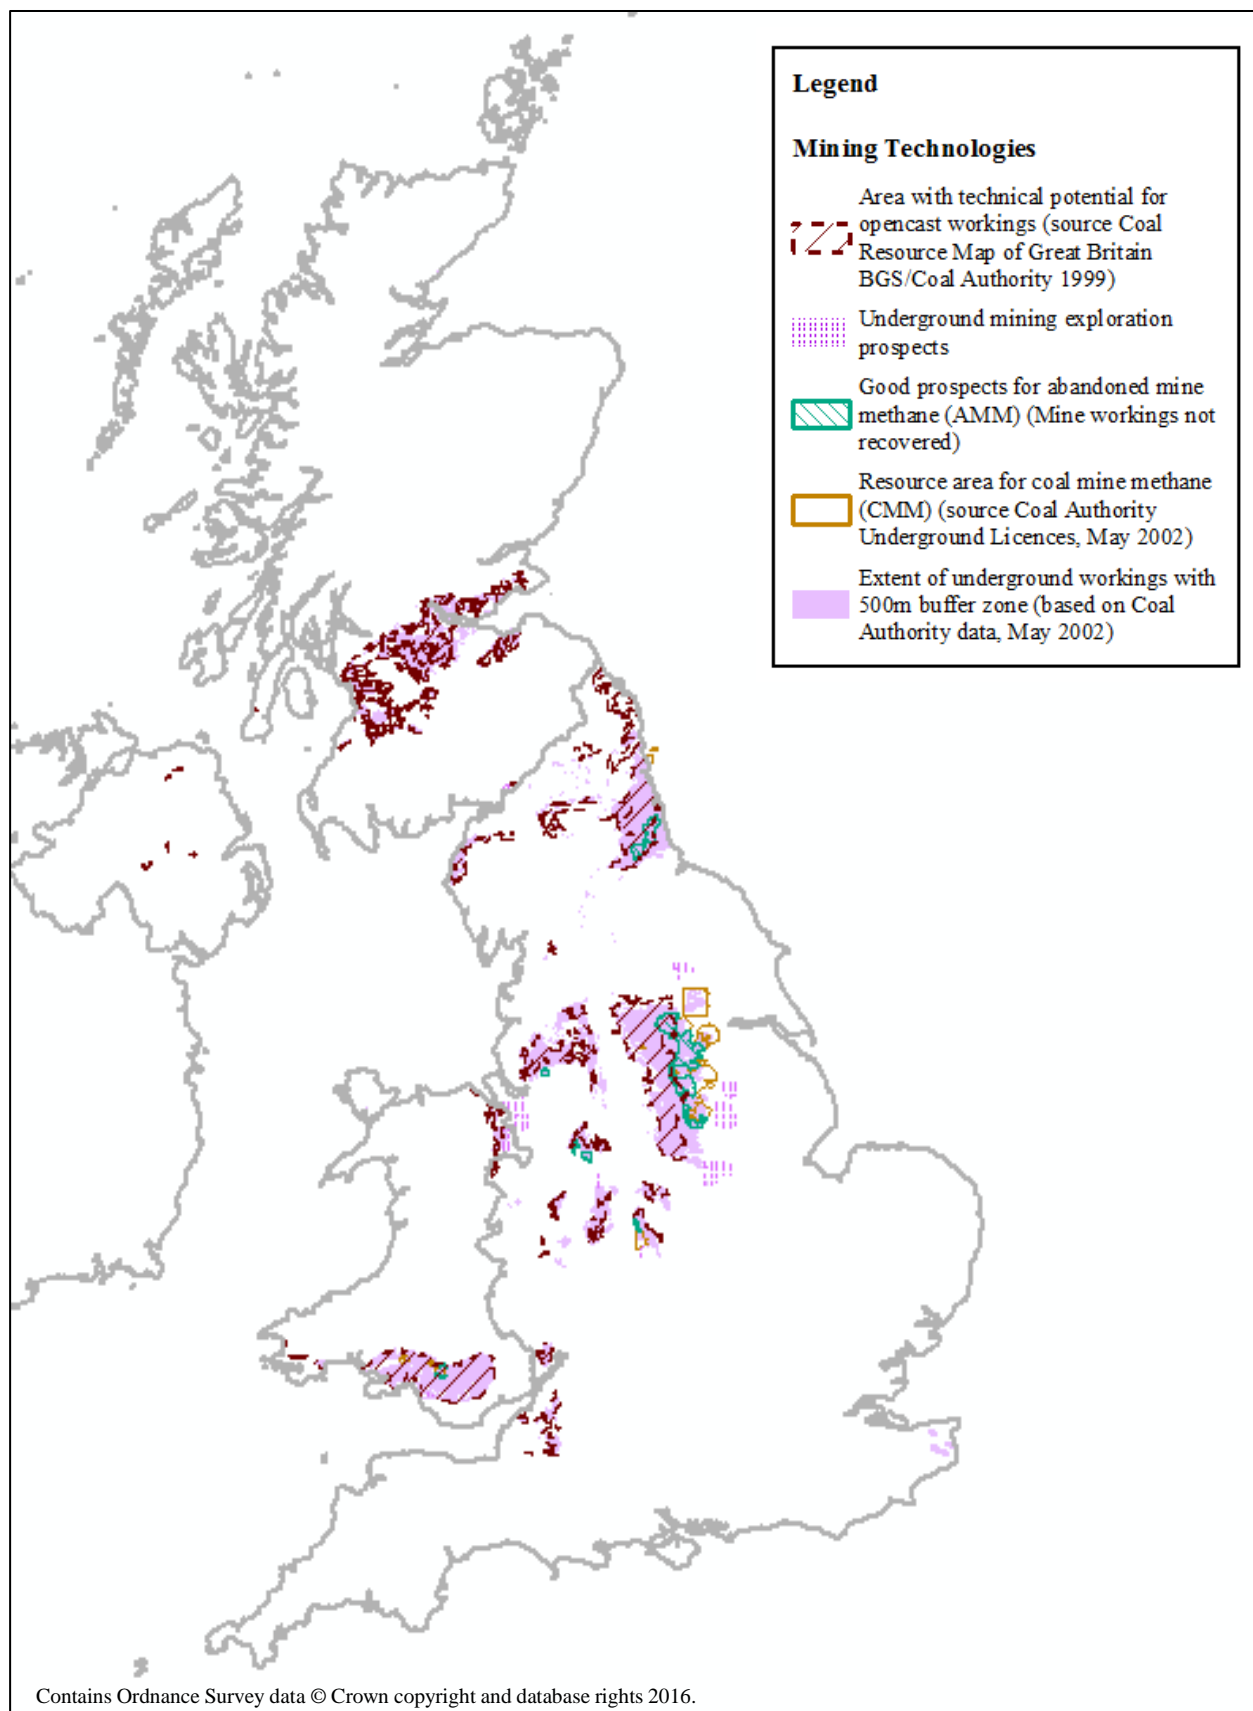 Legend
Mining Technologies
Area with technical potential for
opencast workings (source Coal
Resource Map of Great Britain
BGS/Coal Authority 1999)
Underground mining exploration
prospects
Good prospects for abandoned mine
methane (AMM) (Mine workings not
recovered)
Resource area for coal mine methane
(CMM) (source Coal Authority
Underground Licences, May 2002)
Extent of underground workings with
500m buffer zone (based on Coal
Authority data, May 2002)
Contains Ordnance Survey data © Crown copyright and database rights 2016.